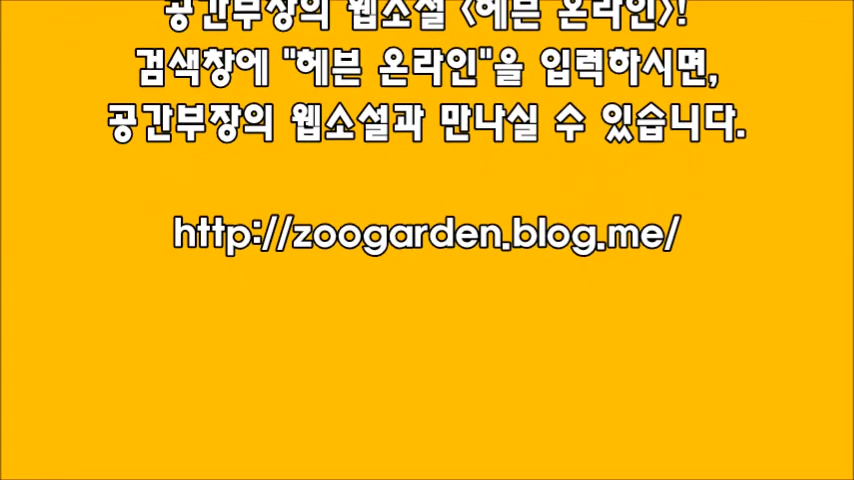 공간부장의 웹소설 <헤븐 온라인>!
검색창에 "헤븐 온라인"을 입력하시면,
공간부장의 웹소설과 만나실 수 있습니다.
http://zoogarden.blog.me/